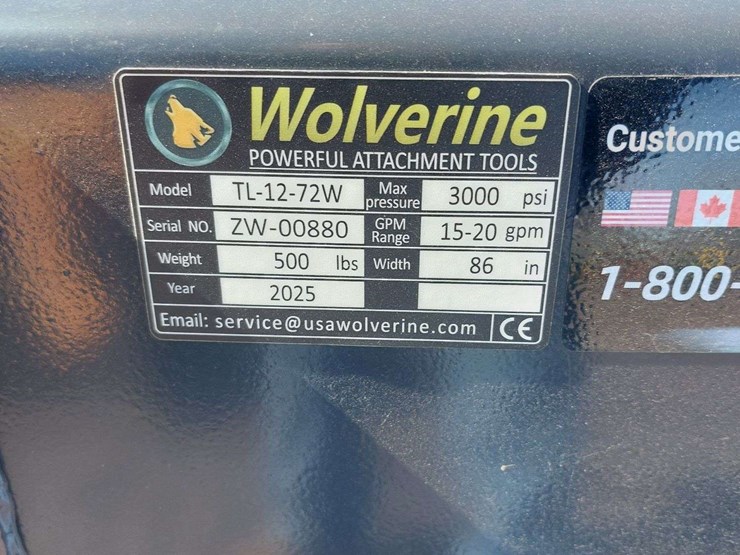 Wolverine
POWERFUL ATTACHMENT TOOLS
Model TL-12-72W Max pressure 3000 psi
Serial NO. ZW-00880 GPM Range 15-20 gpm
Weight 500 lbs Width 86 in
Year 2025
Email: service@usawolverine.com CE
Custome
1-800-